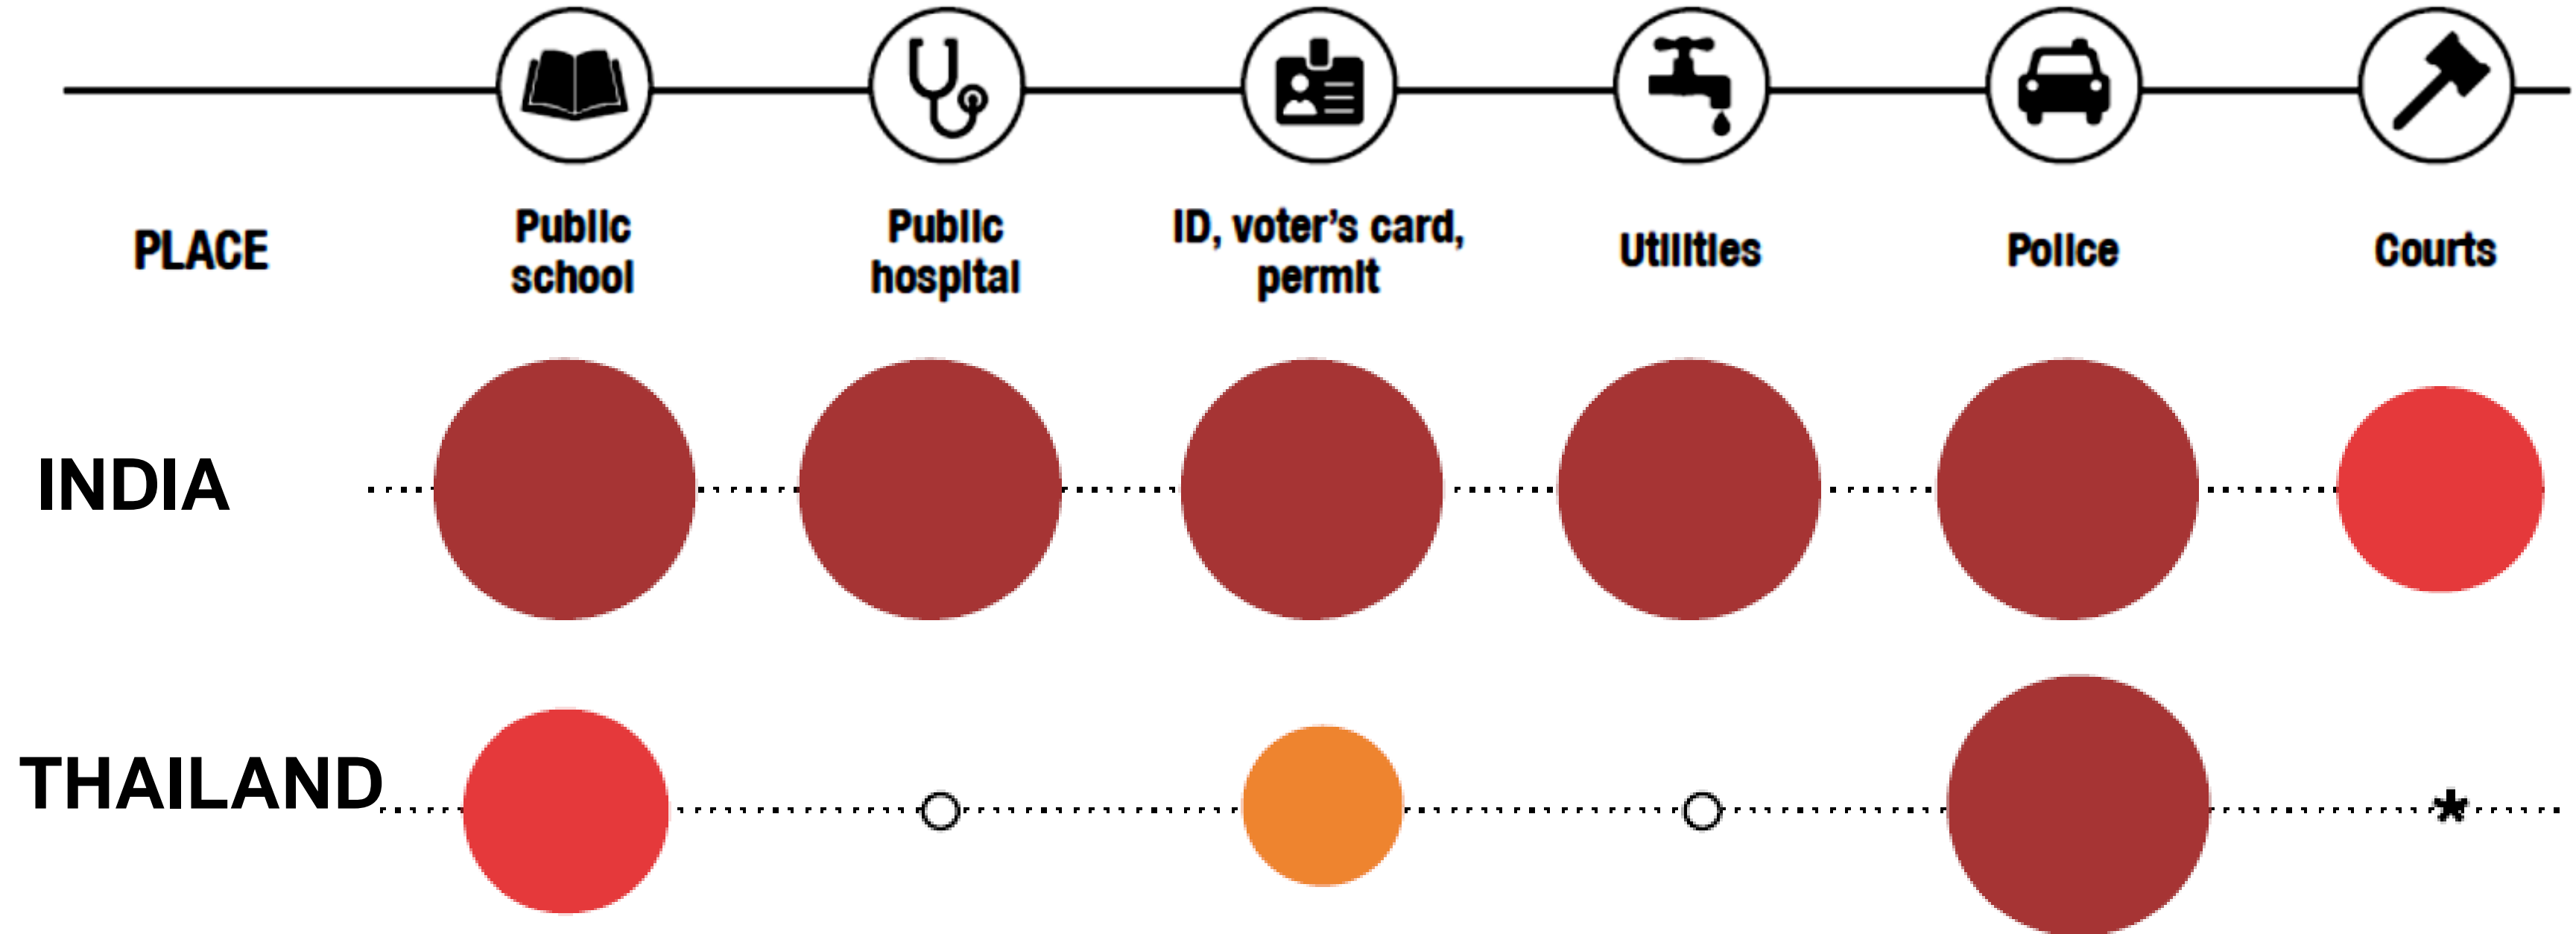 PLACE
Public
school
Public
hospital
ID, voter's card,
permit
Utilities
Police
Courts
INDIA
THAILAND
*